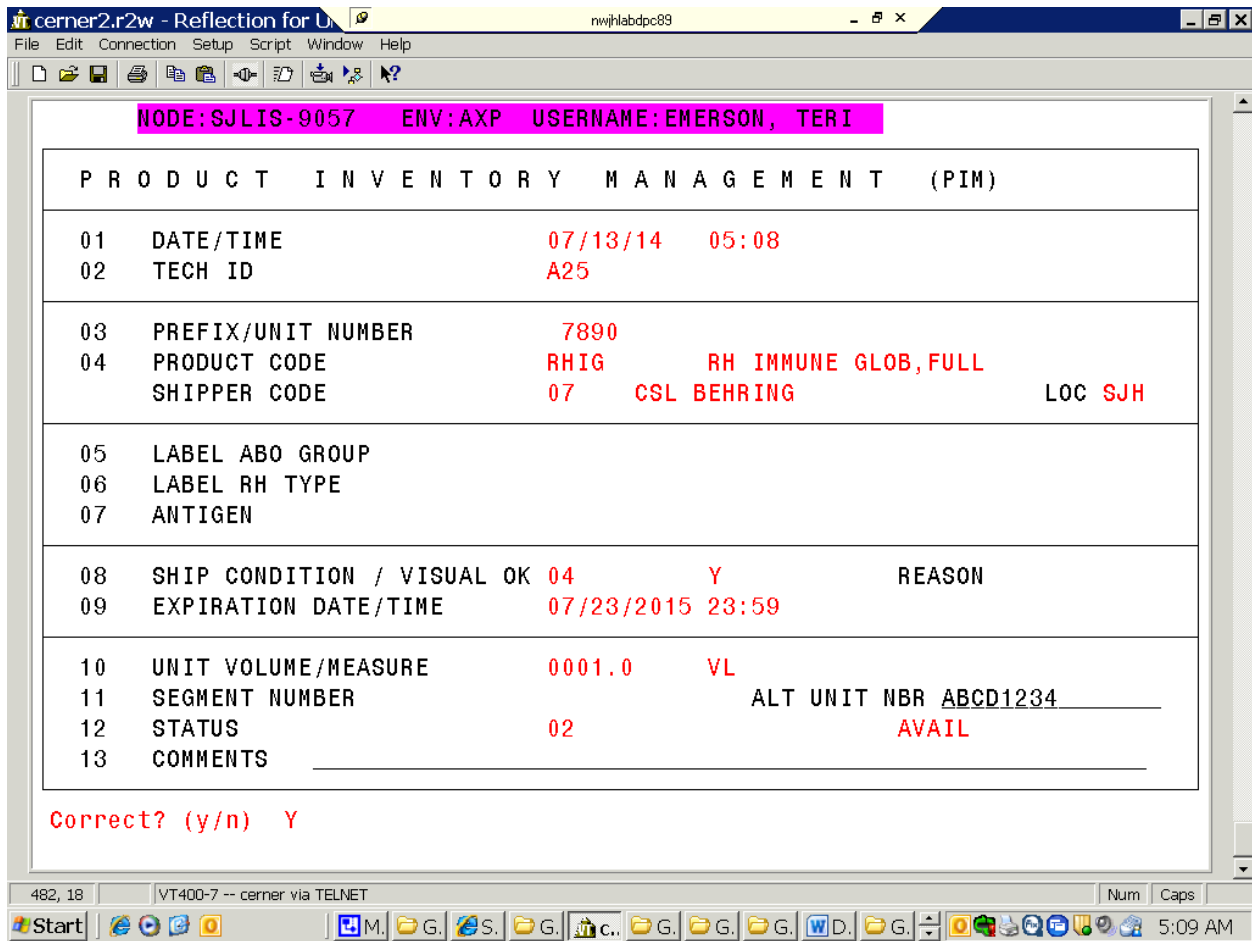 cerner2.r2w - Reflection for U
nwjhlabdpc89
File Edit Connection Setup Script Window Help
NODE:SJLIS-9057 ENV:AXP USERNAME:EMERSON, TERI
P R O D U C T I N V E N T O R Y M A N A G E M E N T (PIM)
01 DATE/TIME 07/13/14 05:08
02 TECH ID A25
03 PREFIX/UNIT NUMBER 7890
04 PRODUCT CODE RHIG RH IMMUNE GLOB,FULL
SHIPPER CODE 07 CSL BEHRING LOC SJH
05 LABEL ABO GROUP
06 LABEL RH TYPE
07 ANTIGEN
08 SHIP CONDITION / VISUAL OK 04 Y REASON
09 EXPIRATION DATE/TIME 07/23/2015 23:59
10 UNIT VOLUME/MEASURE 0001.0 VL
11 SEGMENT NUMBER ALT UNIT NBR ABCD1234
12 STATUS 02 AVAIL
13 COMMENTS
Correct? (y/n) Y
482, 18 VT400-7 -- cerner via TELNET Num Caps
Start M. G. S. G. c.. G. G. G. D. G. 5:09 AM